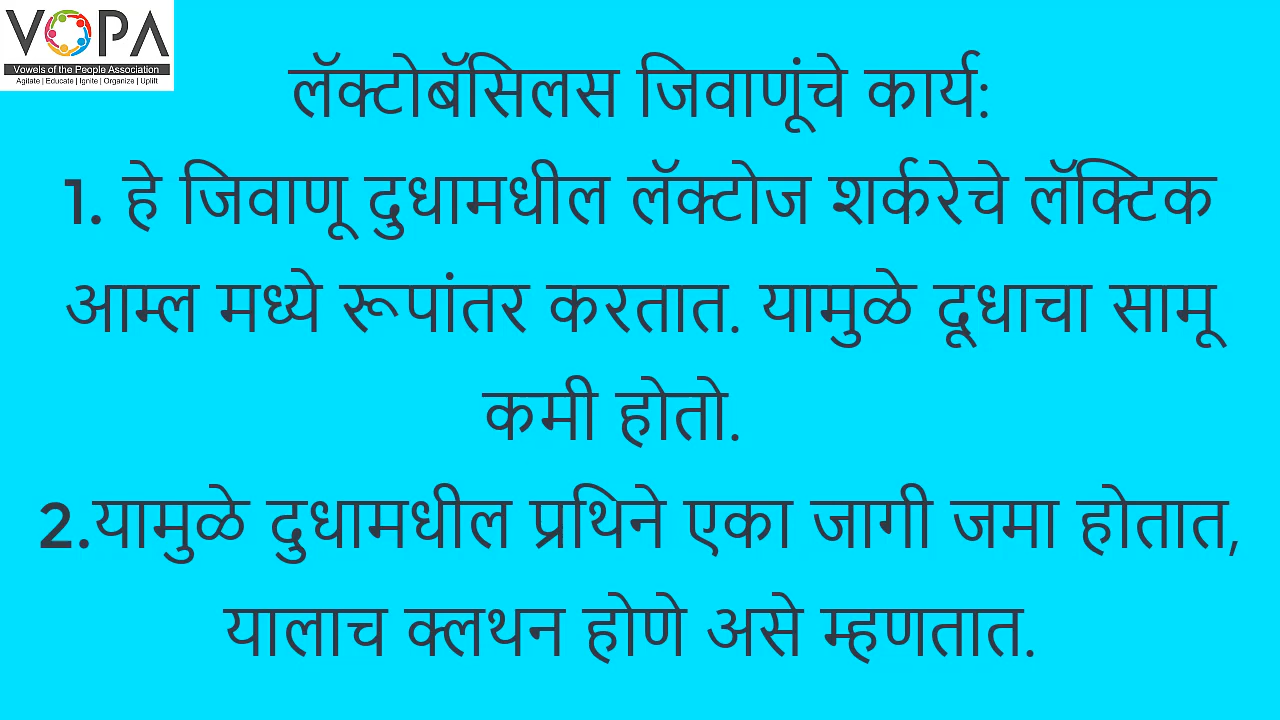 VOPA
Vowels of the People Association
Agitate | Educate | Ignite | Organize | Uplift
लॅक्टोबॅसिलस जिवाणूंचे कार्य:
1. हे जिवाणू दुधामधील लॅक्टोज शर्करेचे लॅक्टिक
आम्ल मध्ये रूपांतर करतात. यामुळे दूधाचा सामू
कमी होतो.
2.यामुळे दुधामधील प्रथिने एका जागी जमा होतात,
यालाच क्लथन होणे असे म्हणतात.